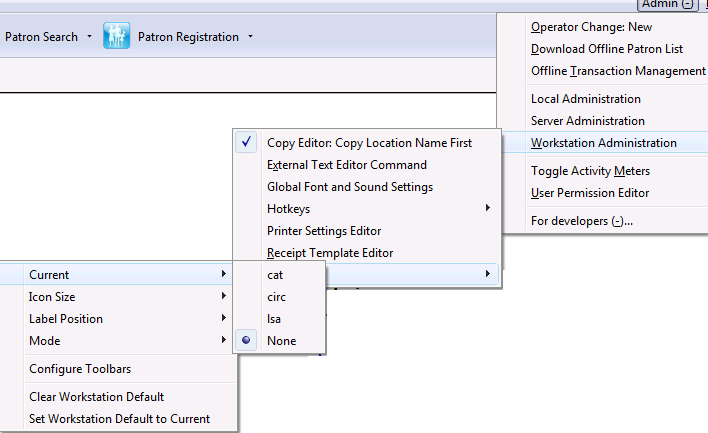 Admin (-)
Patron Search
Patron Registration
Operator Change: New
Download Offline Patron List
Offline Transaction Management
Local Administration
Server Administration
Workstation Administration
Toggle Activity Meters
User Permission Editor
For developers (-)...
Copy Editor: Copy Location Name First
External Text Editor Command
Global Font and Sound Settings
Hotkeys
Printer Settings Editor
Receipt Template Editor
Current
Icon Size
Label Position
Mode
Configure Toolbars
Clear Workstation Default
Set Workstation Default to Current
cat
circ
lsa
None